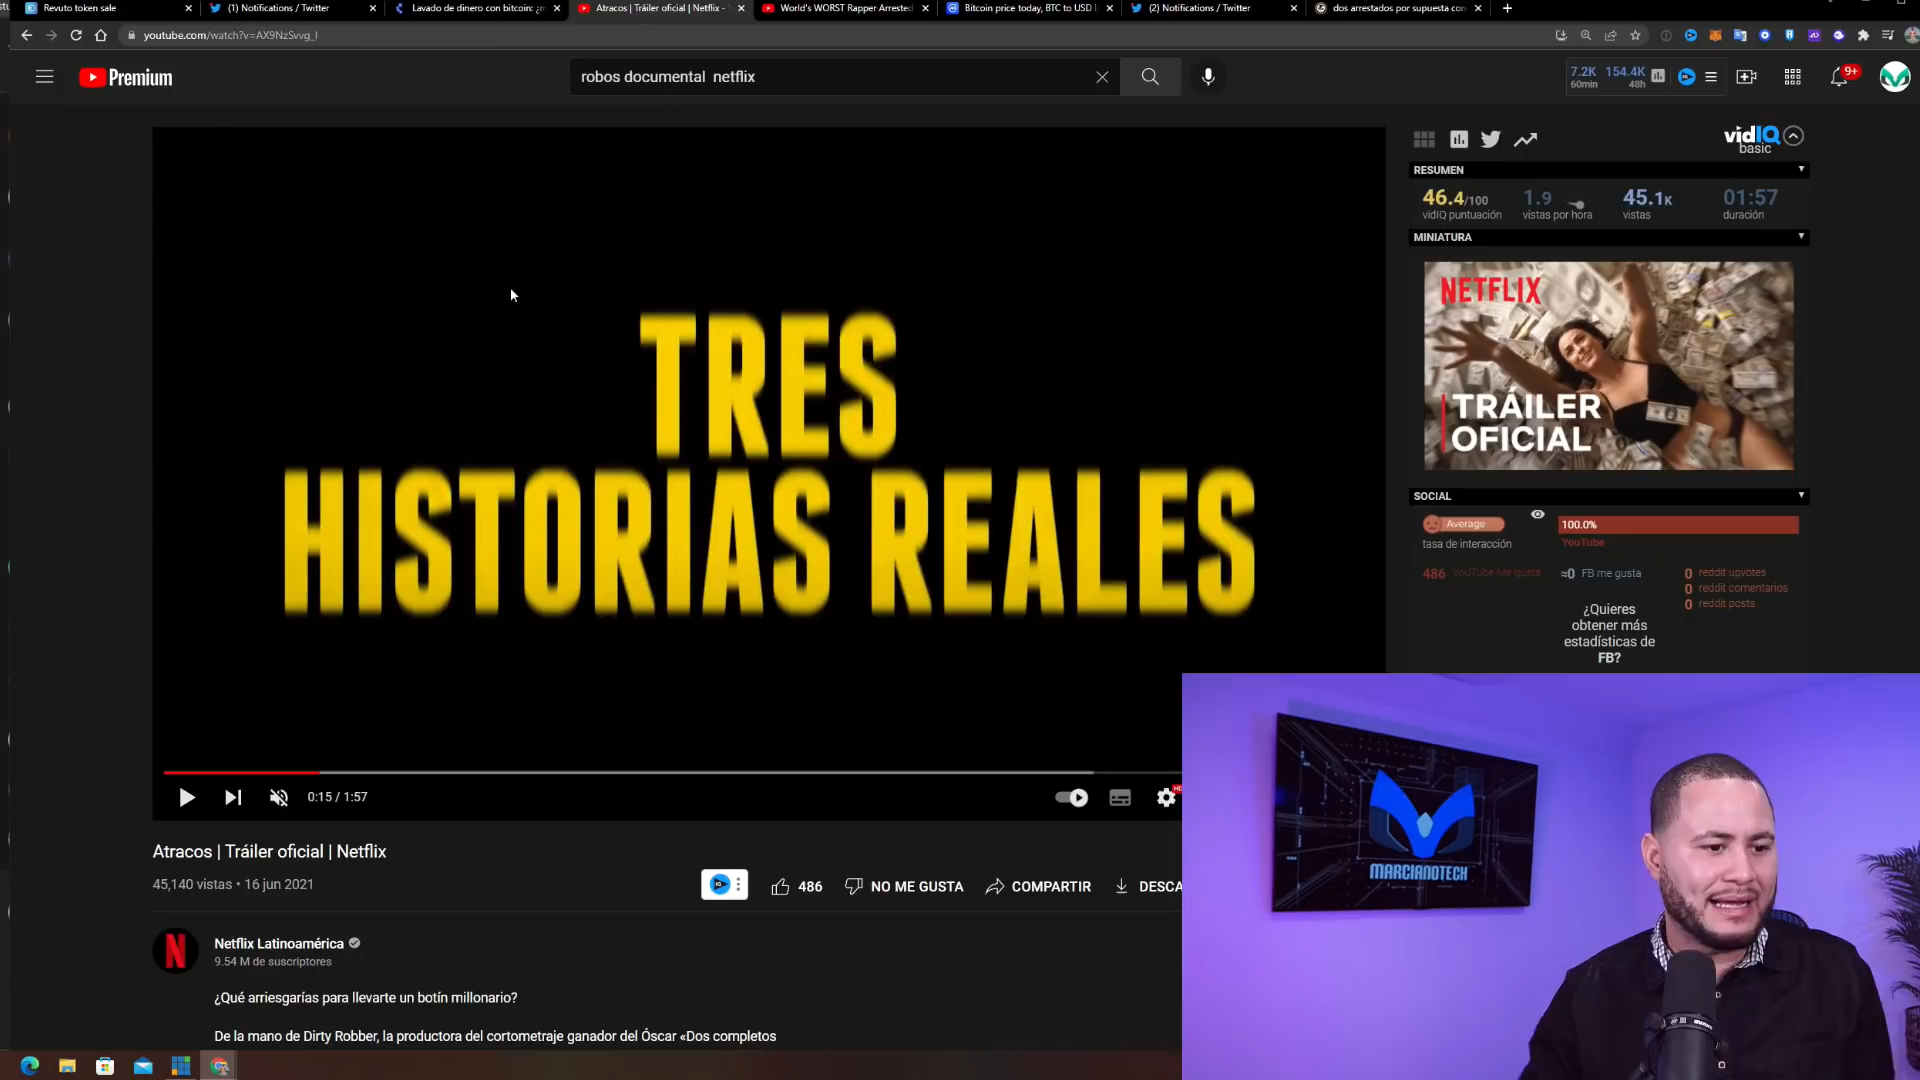 Revuto token sale
(1) Notifications / Twitter
Lavado de dinero con bitcoin: ¿m
Atracos | Tráiler oficial | Netflix -
World's WORST Rapper Arrested
Bitcoin price today, BTC to USD l
(2) Notifications / Twitter
dos arrestados por supuesta con
youtube.com/watch?v=AX9NzSvvg_I
Premium
robos documental netflix
7.2K 154.4K
60min 48h
9+
vidIQ
basic
RESUMEN
46.4/100
vidIQ puntuación
1.9
vistas por hora
45.1K
vistas
01:57
duración
MINIATURA
NETFLIX
TRÁILER
OFICIAL
TRES
HISTORIAS REALES
SOCIAL
Average
tasa de interacción
100.0%
YouTube
486 YouTube Me gusta
≈0 FB me gusta
0 reddit upvotes
0 reddit comentarios
0 reddit posts
¿Quieres
obtener más
estadísticas de
FB?
0:15 / 1:57
HD
Atracos | Tráiler oficial | Netflix
45,140 vistas • 16 jun 2021
486
NO ME GUSTA
COMPARTIR
DESCA
N
Netflix Latinoamérica
9.54 M de suscriptores
¿Qué arriesgarías para llevarte un botín millonario?
De la mano de Dirty Robber, la productora del cortometraje ganador del Óscar «Dos completos
MARCIANOTECH